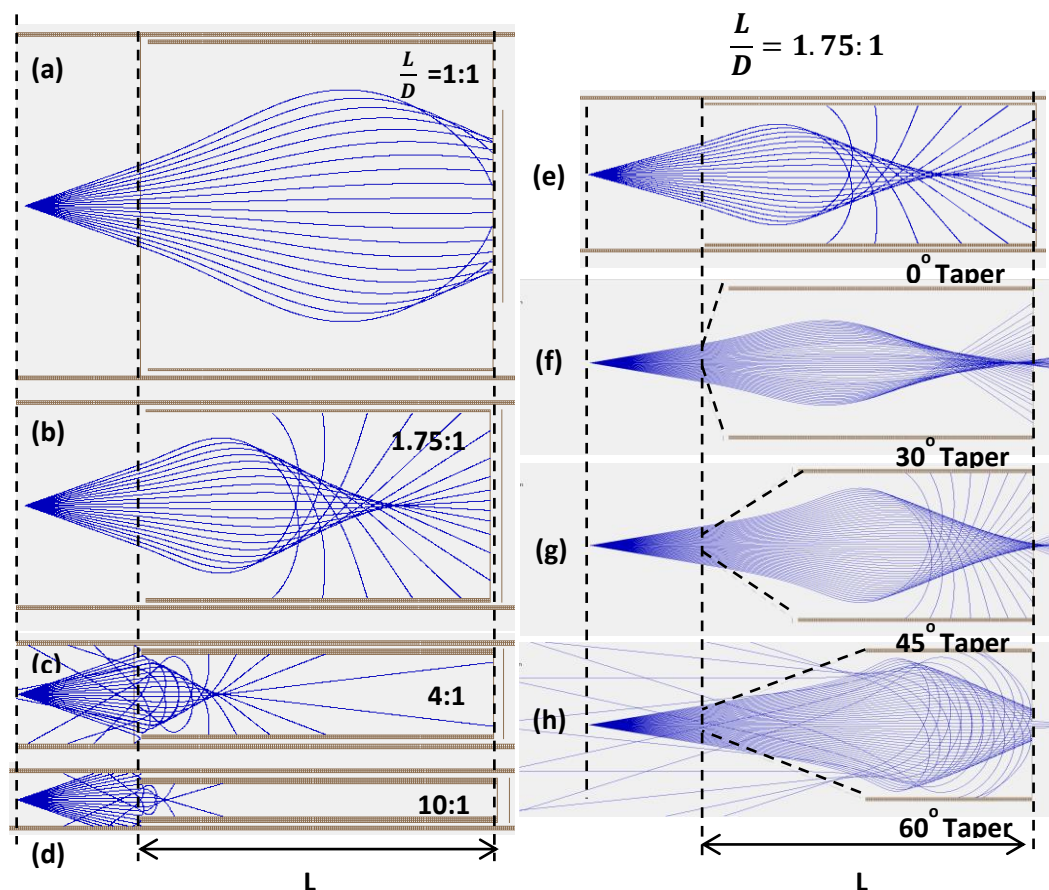 (a)
L/D =1:1
(b)
1.75:1
(c)
4:1
10:1
(d)
L
L/D = 1.75:1
(e)
0° Taper
(f)
30° Taper
(g)
45° Taper
(h)
60° Taper
L